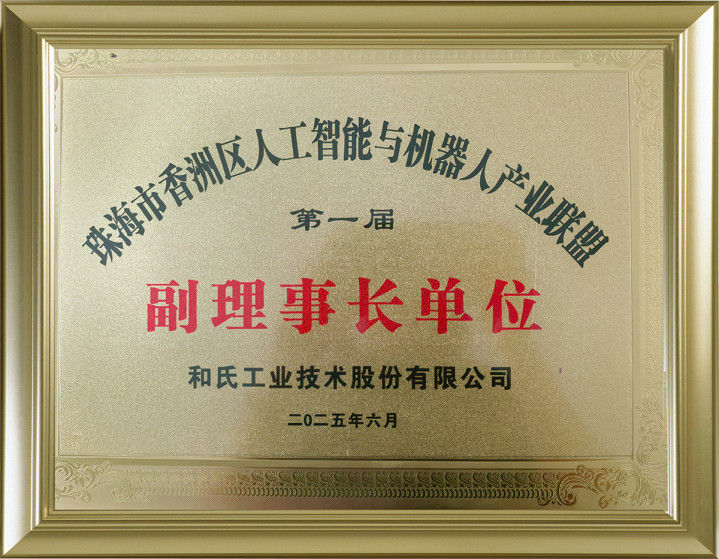 珠海市香洲区人工智能与机器人产业联盟
第一届
副理事长单位
和氏工业技术股份有限公司
二0二五年六月